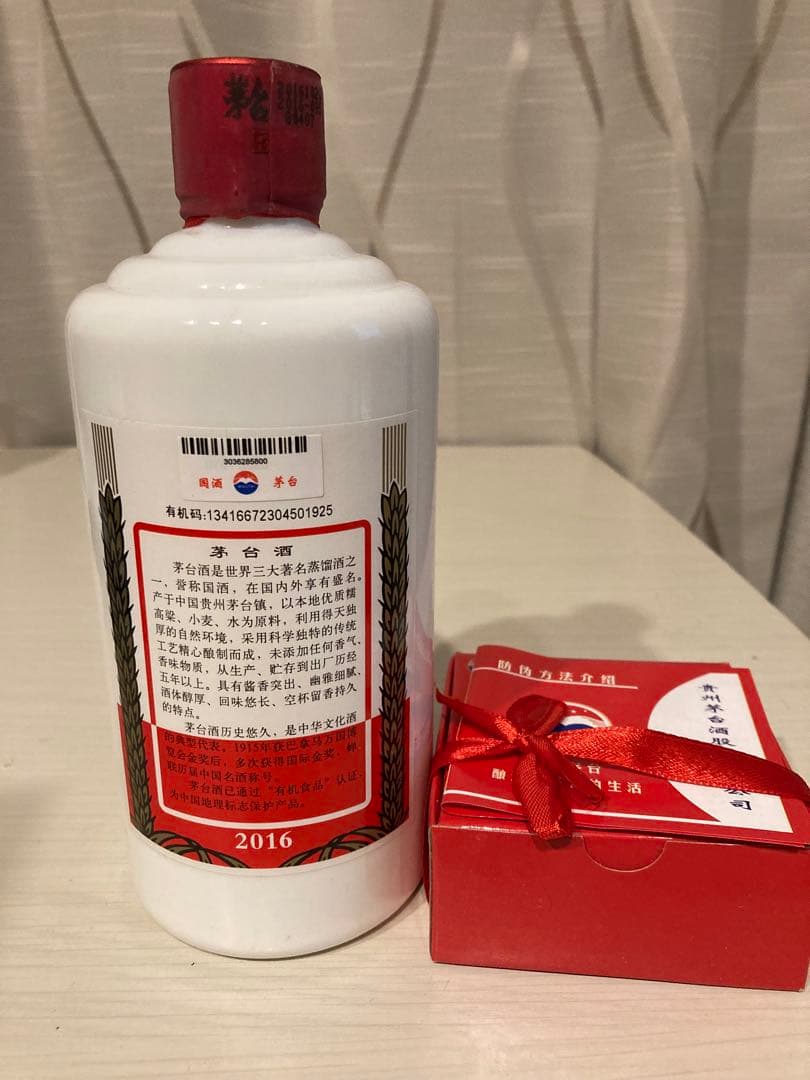 茅台
3036285800
国酒 茅台
有机码:13416672304501925
茅台酒
茅台酒是世界三大著名蒸馏酒之
一，誉称国酒，在国内外享有盛名。
产于中国贵州茅台镇，以本地优质糯
高粱、小麦、水为原料，利用得天独
厚的自然环境，采用科学独特的传统
工艺精心酿制而成，未添加任何香气、
香味物质，从生产、贮存到出厂历经
五年以上。具有酱香突出、幽雅细腻、
酒体醇厚、回味悠长、空杯留香持久
的特点。
茅台酒历史悠久，是中华文化酒
的典型代表。1915年获巴拿马万国博
览会金奖后，多次获得国际金奖，蝉
联历届中国名酒称号。
茅台酒已通过“有机食品”认证，
为中国地理标志保护产品。
2016
防伪方法介绍
贵州茅台酒股
公司
台
酿
的生活